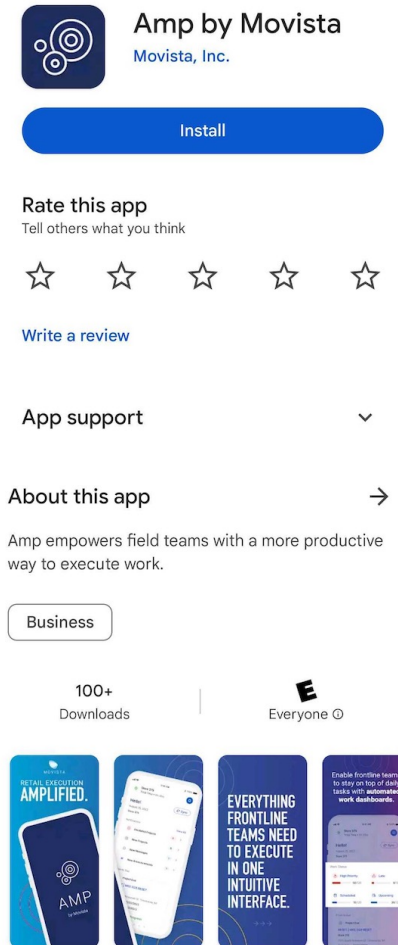 Amp by Movista
Movista, Inc.
Install
Rate this app
Tell others what you think
Write a review
App support
About this app
Amp empowers field teams with a more productive
way to execute work.
Business
100+
Downloads
Everyone
MOVISTA
RETAIL EXECUTION
AMPLIFIED.
AMP
by Movista
EVERYTHING
FRONTLINE
TEAMS NEED
TO EXECUTE
IN ONE
INTUITIVE
INTERFACE.
Enable frontline teams
to stay on top of daily
tasks with automated
work dashboards.